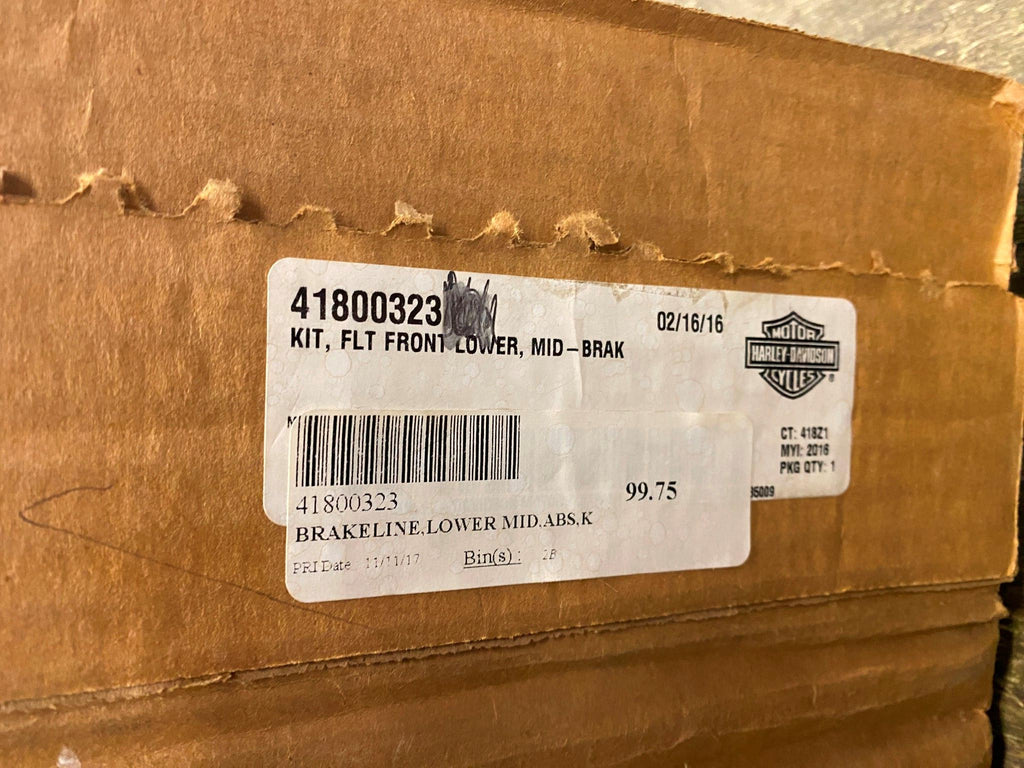 41800323
02/16/16
KIT, FLT FRONT LOWER, MID-BRAK
MOTOR
HARLEY-DAVIDSON
CYCLES
®
CT: 418Z1
MYI: 2016
PKG QTY: 1
M
41800323
99.75
BRAKELINE,LOWER MID,ABS,K
PRI Date 11/11/17 Bin(s) : 2B